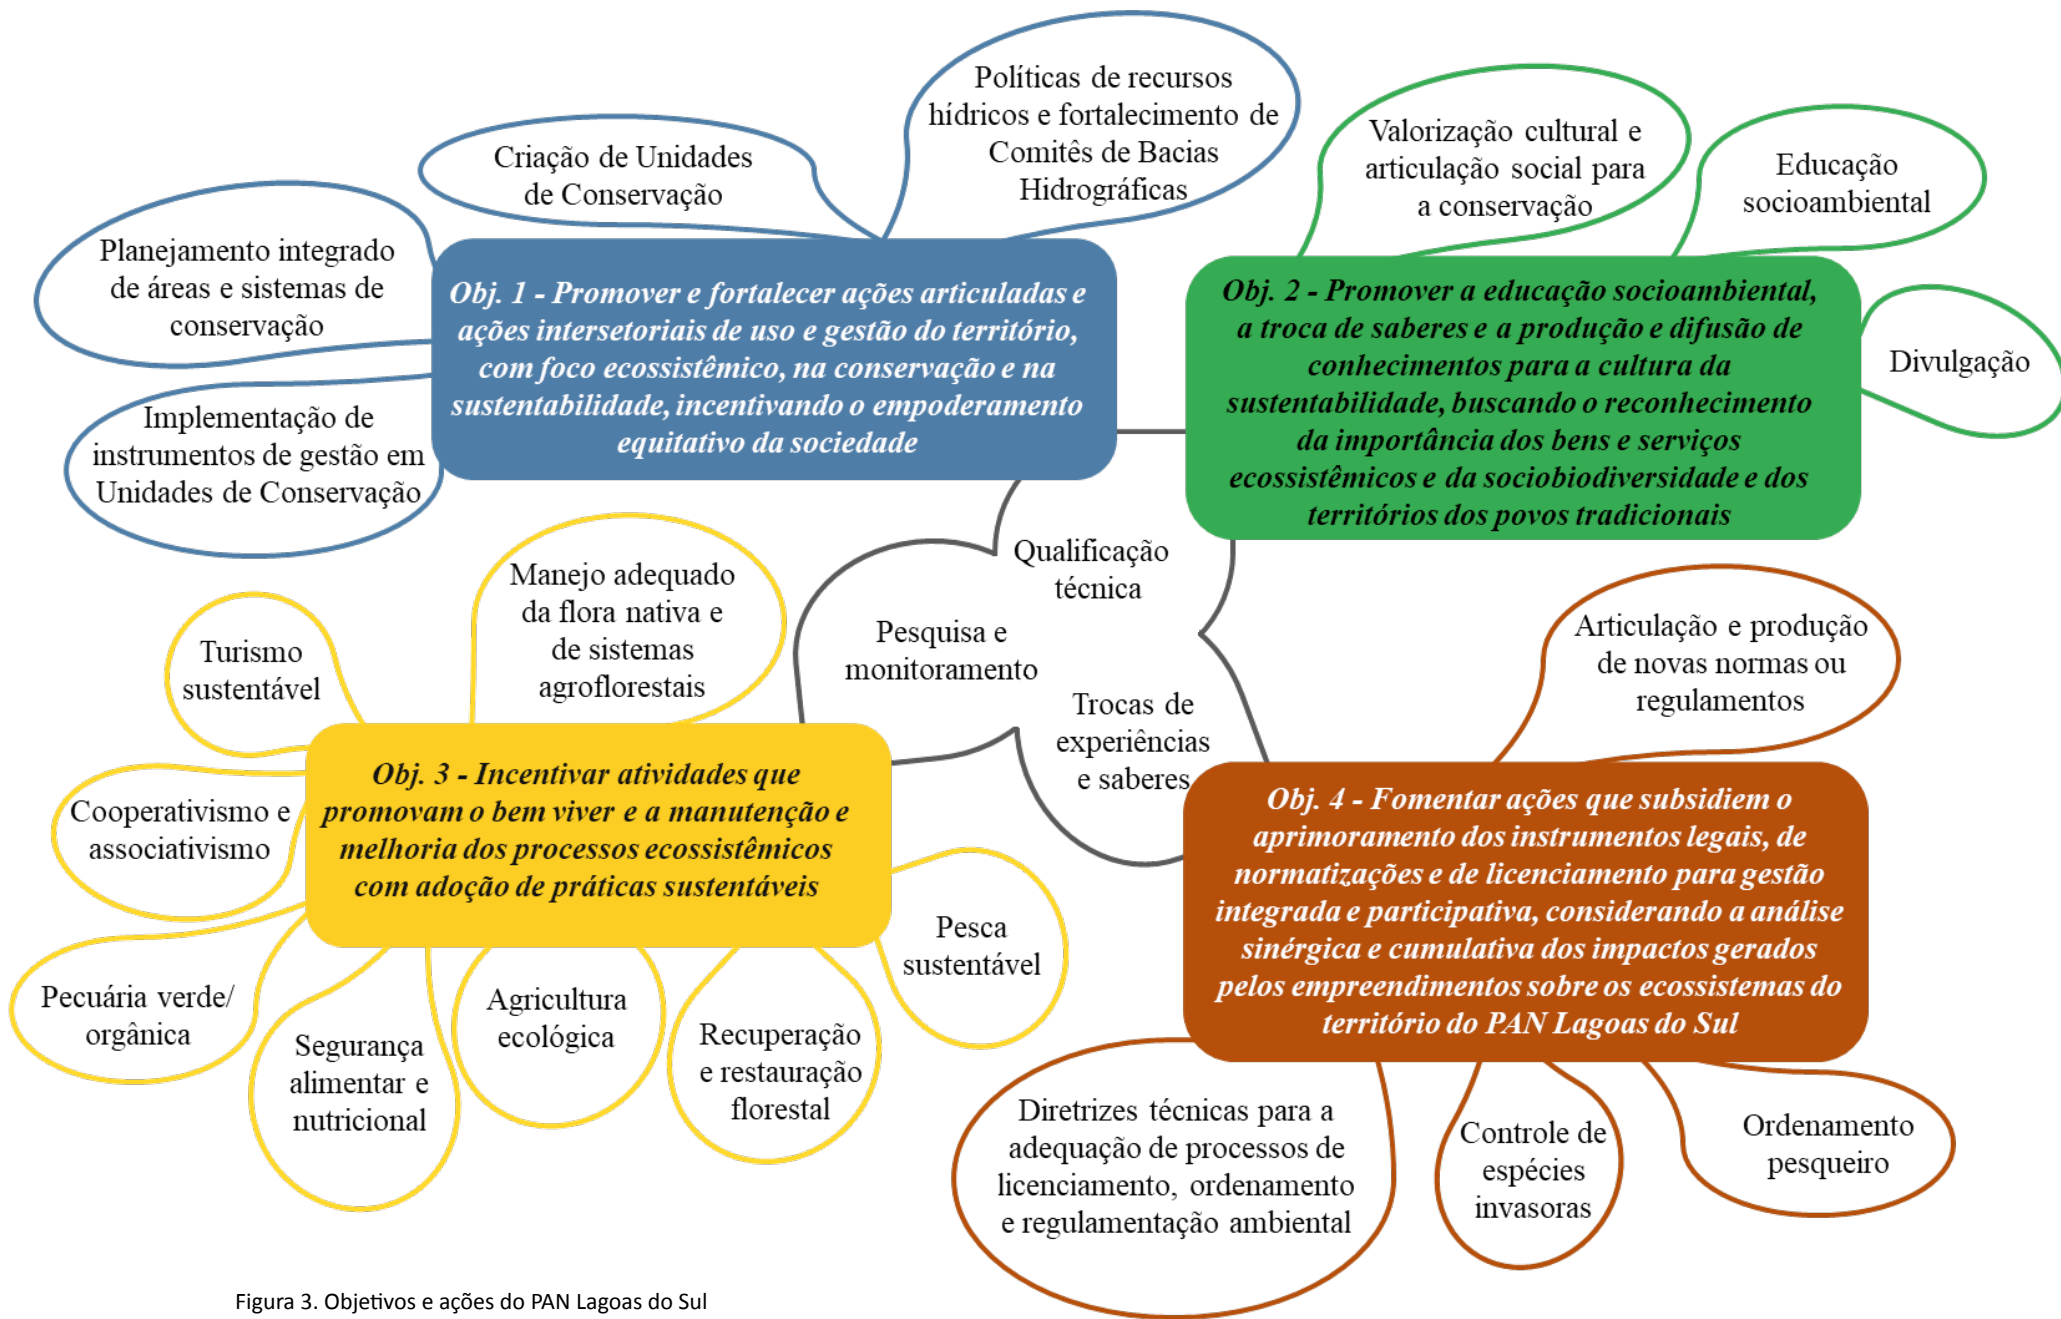 Políticas de recursos
hídricos e fortalecimento de
Comitês de Bacias
Hidrográficas
Criação de Unidades
de Conservação
Planejamento integrado
de áreas e sistemas de
conservação
Implementação de
instrumentos de gestão em
Unidades de Conservação
Obj. 1 - Promover e fortalecer ações articuladas e
ações intersetoriais de uso e gestão do território,
com foco ecossistêmico, na conservação e na
sustentabilidade, incentivando o empoderamento
equitativo da sociedade
Valorização cultural e
articulação social para
a conservação
Educação
socioambiental
Divulgação
Obj. 2 - Promover a educação socioambiental,
a troca de saberes e a produção e difusão de
conhecimentos para a cultura da
sustentabilidade, buscando o reconhecimento
da importância dos bens e serviços
ecossistêmicos e da sociobiodiversidade e dos
territórios dos povos tradicionais
Qualificação
técnica
Pesquisa e
monitoramento
Trocas de
experiências
e saberes
Manejo adequado
da flora nativa e
de sistemas
agroflorestais
Turismo
sustentável
Cooperativismo e
associativismo
Obj. 3 - Incentivar atividades que
promovam o bem viver e a manutenção e
melhoria dos processos ecossistêmicos
com adoção de práticas sustentáveis
Pecuária verde/
orgânica
Segurança
alimentar e
nutricional
Agricultura
ecológica
Recuperação
e restauração
florestal
Pesca
sustentável
Articulação e produção
de novas normas ou
regulamentos
Obj. 4 - Fomentar ações que subsidiem o
aprimoramento dos instrumentos legais, de
normatizações e de licenciamento para gestão
integrada e participativa, considerando a análise
sinérgica e cumulativa dos impactos gerados
pelos empreendimentos sobre os ecossistemas do
território do PAN Lagoas do Sul
Diretrizes técnicas para a
adequação de processos de
licenciamento, ordenamento
e regulamentação ambiental
Controle de
espécies
invasoras
Ordenamento
pesqueiro
Figura 3. Objetivos e ações do PAN Lagoas do Sul